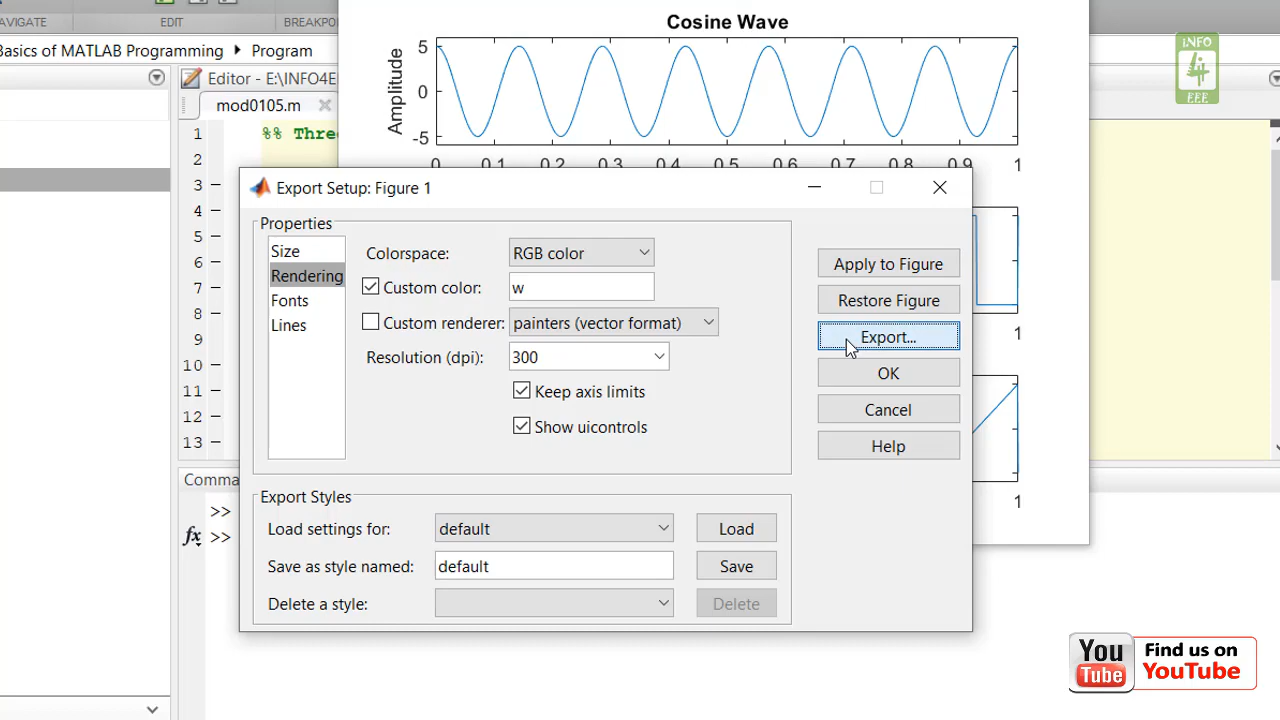 NAVIGATE
EDIT
BREAKPO
Basics of MATLAB Programming
Program
Editor - E:\INFO4E
mod0105.m
1
%% Three
2
3
4
5
6
7
8
9
10
11
12
13
Comma
>>
fx >>
Cosine Wave
Amplitude
5
0
-5
0 0.1 0.2 0.3 0.4 0.5 0.6 0.7 0.8 0.9 1
1
1
Export Setup: Figure 1
Properties
Size
Rendering
Fonts
Lines
Colorspace:
RGB color
Custom color:
w
Custom renderer:
painters (vector format)
Resolution (dpi):
300
Keep axis limits
Show uicontrols
Apply to Figure
Restore Figure
Export...
OK
Cancel
Help
Export Styles
Load settings for:
default
Load
Save as style named:
default
Save
Delete a style:
Delete
INFO
4
EEE
You
Tube
Find us on
YouTube